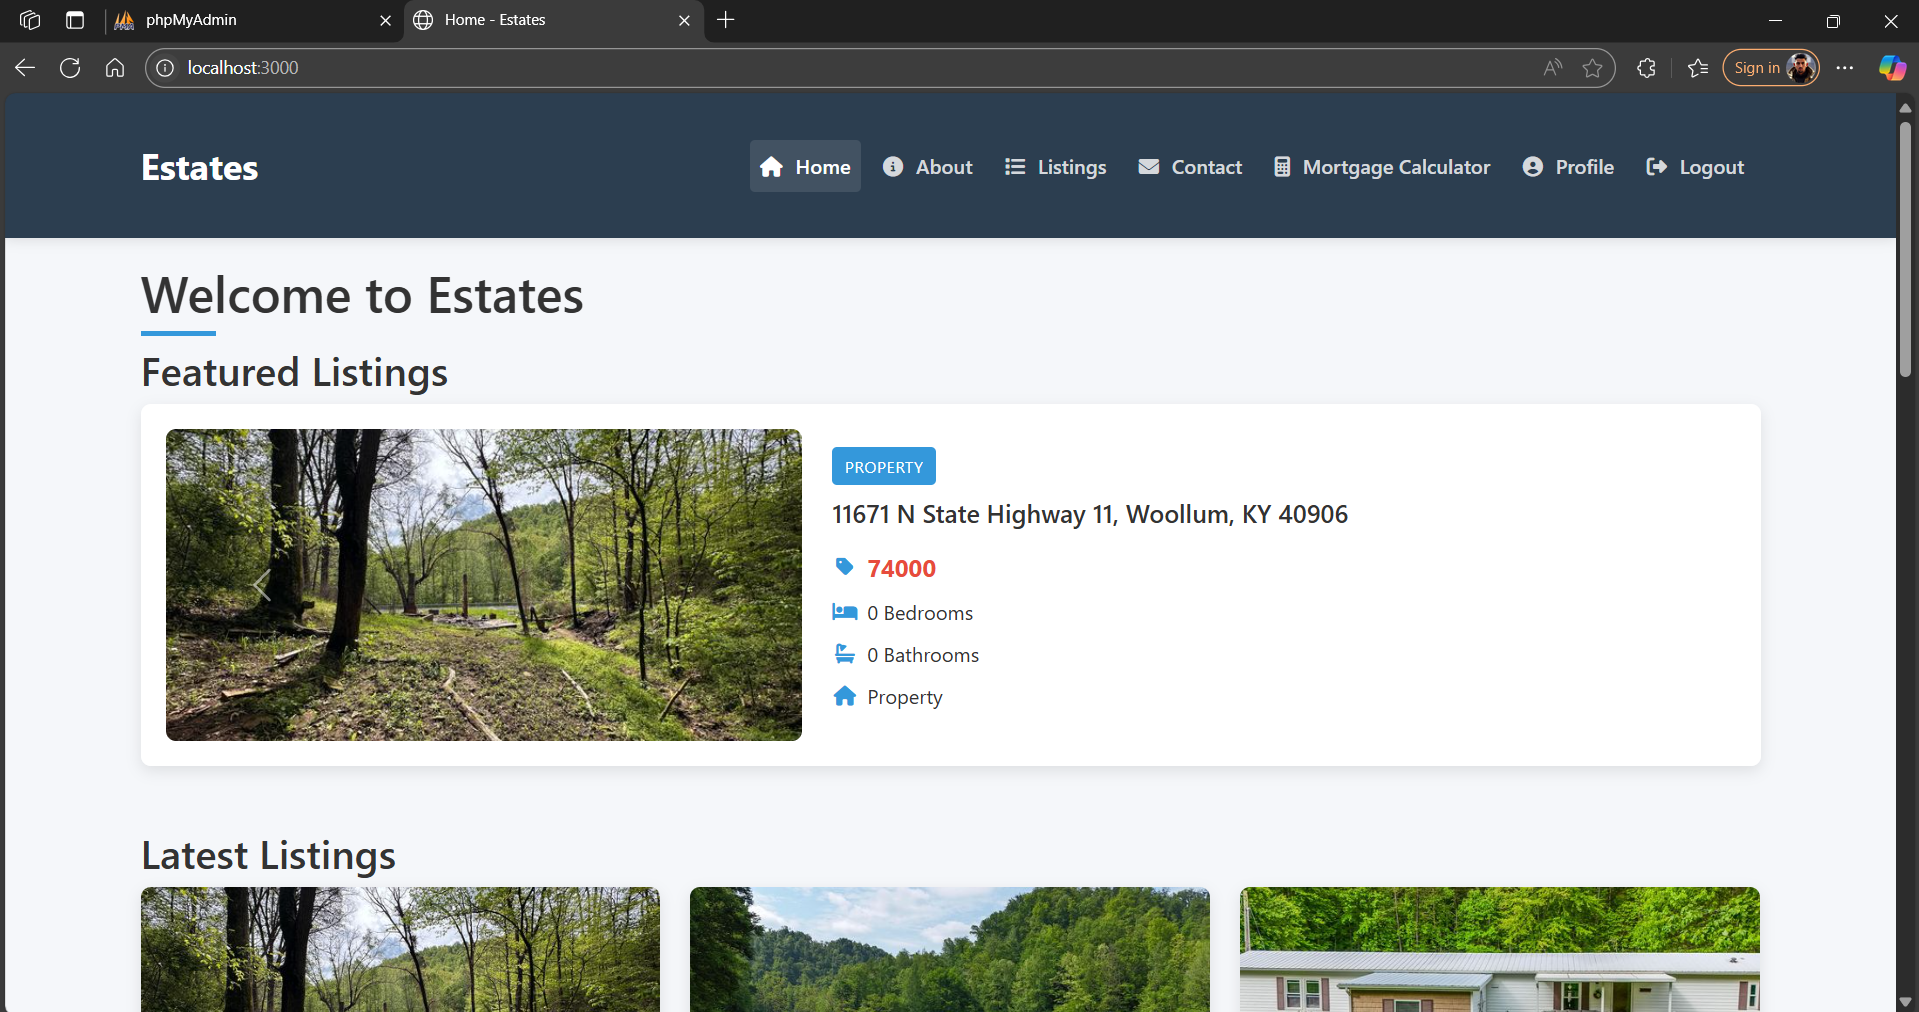 phpMyAdmin
Home - Estates
localhost:3000
Sign in
Estates
Home
About
Listings
Contact
Mortgage Calculator
Profile
Logout
Welcome to Estates
Featured Listings
PROPERTY
11671 N State Highway 11, Woollum, KY 40906
74000
0 Bedrooms
0 Bathrooms
Property
Latest Listings